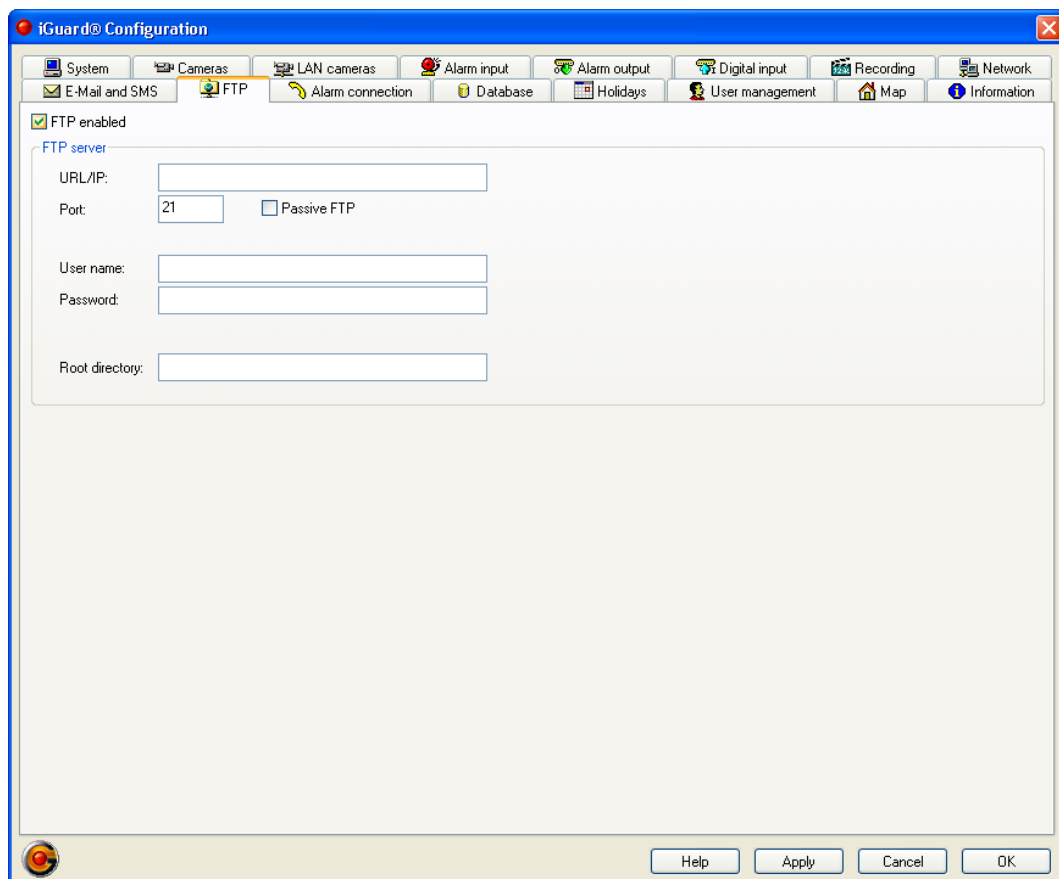 iGuard® Configuration
System Cameras LAN cameras Alarm input Alarm output Digital input Recording Network
E-Mail and SMS FTP Alarm connection Database Holidays User management Map Information
FTP enabled
FTP server
URL/IP:
Port: 21 Passive FTP
User name:
Password:
Root directory:
Help Apply Cancel OK